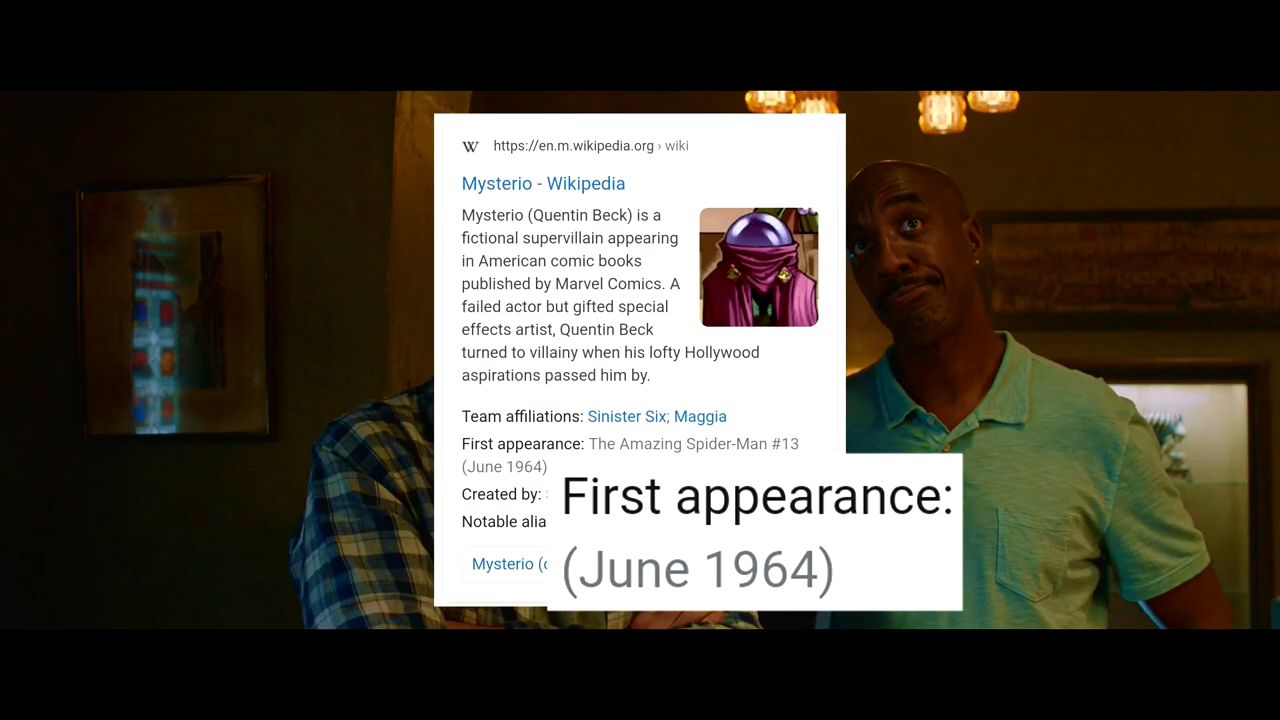 W https://en.m.wikipedia.org › wiki
Mysterio - Wikipedia
Mysterio (Quentin Beck) is a
fictional supervillain appearing
in American comic books
published by Marvel Comics. A
failed actor but gifted special
effects artist, Quentin Beck
turned to villainy when his lofty Hollywood
aspirations passed him by.
Team affiliations: Sinister Six; Maggia
First appearance: The Amazing Spider-Man #13
(June 1964)
Created by:
Notable alia
Mysterio (
First appearance:
(June 1964)